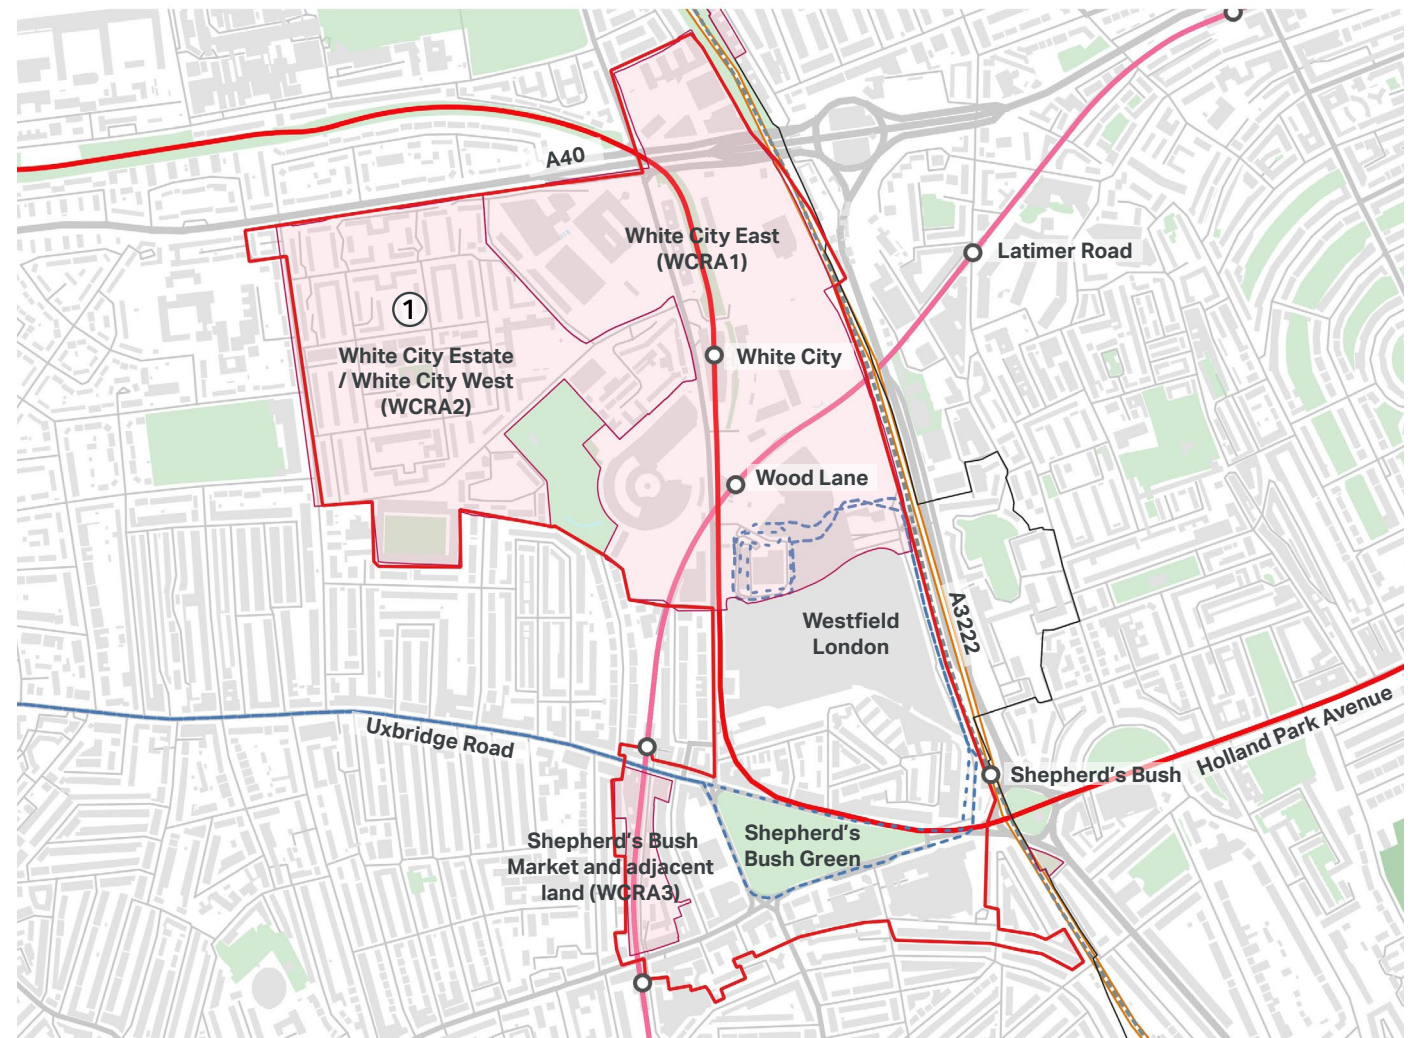 A40
White City East
(WCRA1)
Latimer Road
1
White City Estate
/ White City West
(WCRA2)
White City
Wood Lane
Westfield
London
A3222
Uxbridge Road
Holland Park Avenue
Shepherd's Bush
Shepherd's Bush
Market and adjacent
land (WCRA3)
Shepherd's
Bush Green